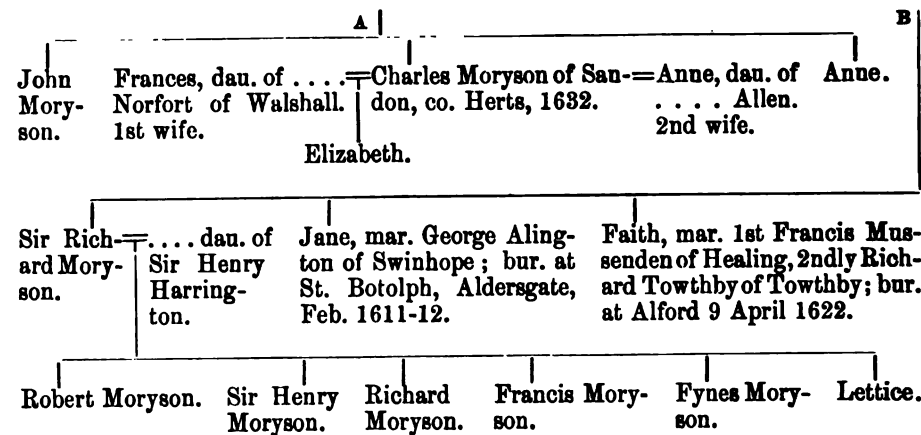 A B
John Mory- son.
Frances, dau. of . . . .
Norfort of Walshall.
1st wife.
=Charles Moryson of San-
don, co. Herts, 1632.
=Anne, dau. of
. . . . Allen.
2nd wife.
Anne.
Elizabeth.
Sir Rich-
ard Mory-
son.
=. . . . dau. of
Sir Henry
Harring-
ton.
Jane, mar. George Aling-
ton of Swinhope ; bur. at
St. Botolph, Aldersgate,
Feb. 1611-12.
Faith, mar. 1st Francis Mus-
senden of Healing, 2ndly Rich-
ard Towthby of Towthby; bur.
at Alford 9 April 1622.
Robert Moryson.
Sir Henry
Moryson.
Richard
Moryson.
Francis Mory-
son.
Fynes Mory-
son.
Lettice.